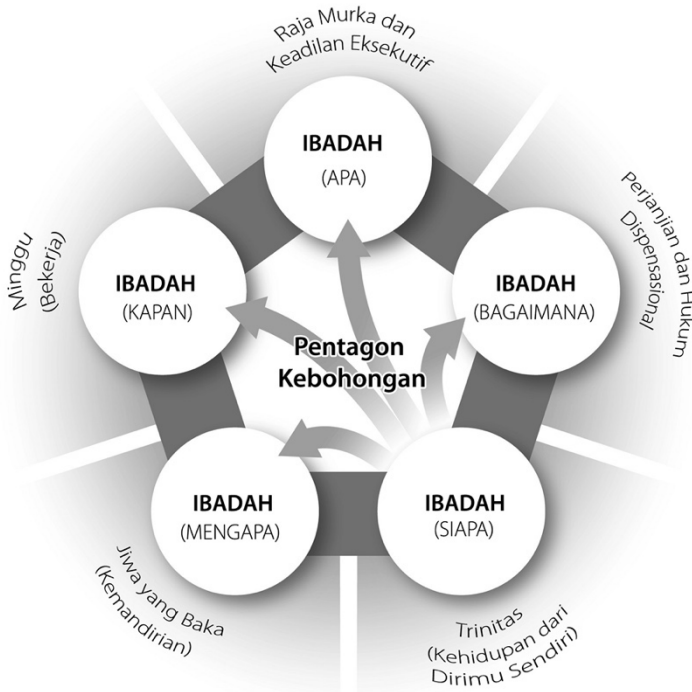 Raja Murka dan
Keadilan Eksekutif
IBADAH
(APA)
Perjanjian dan Hukum
Dispensasional
IBADAH
(BAGAIMANA)
Minggu
(Bekerja)
IBADAH
(KAPAN)
Pentagon
Kebohongan
IBADAH
(MENGAPA)
Jiwa yang Baka
(Kemandirian)
IBADAH
(SIAPA)
Trinitas
(Kehidupan dari
Dirimu Sendiri)